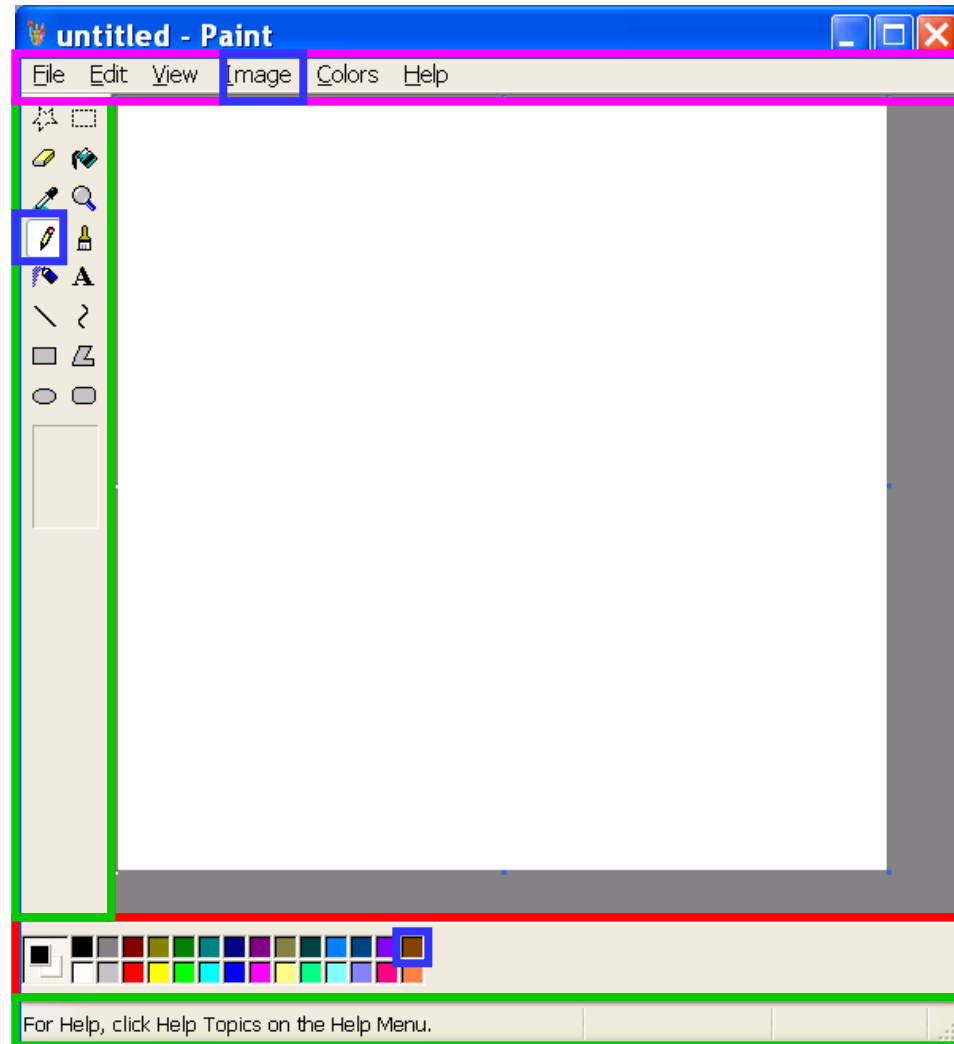 untitled - Paint
File Edit View Image Colors Help
A
For Help, click Help Topics on the Help Menu.